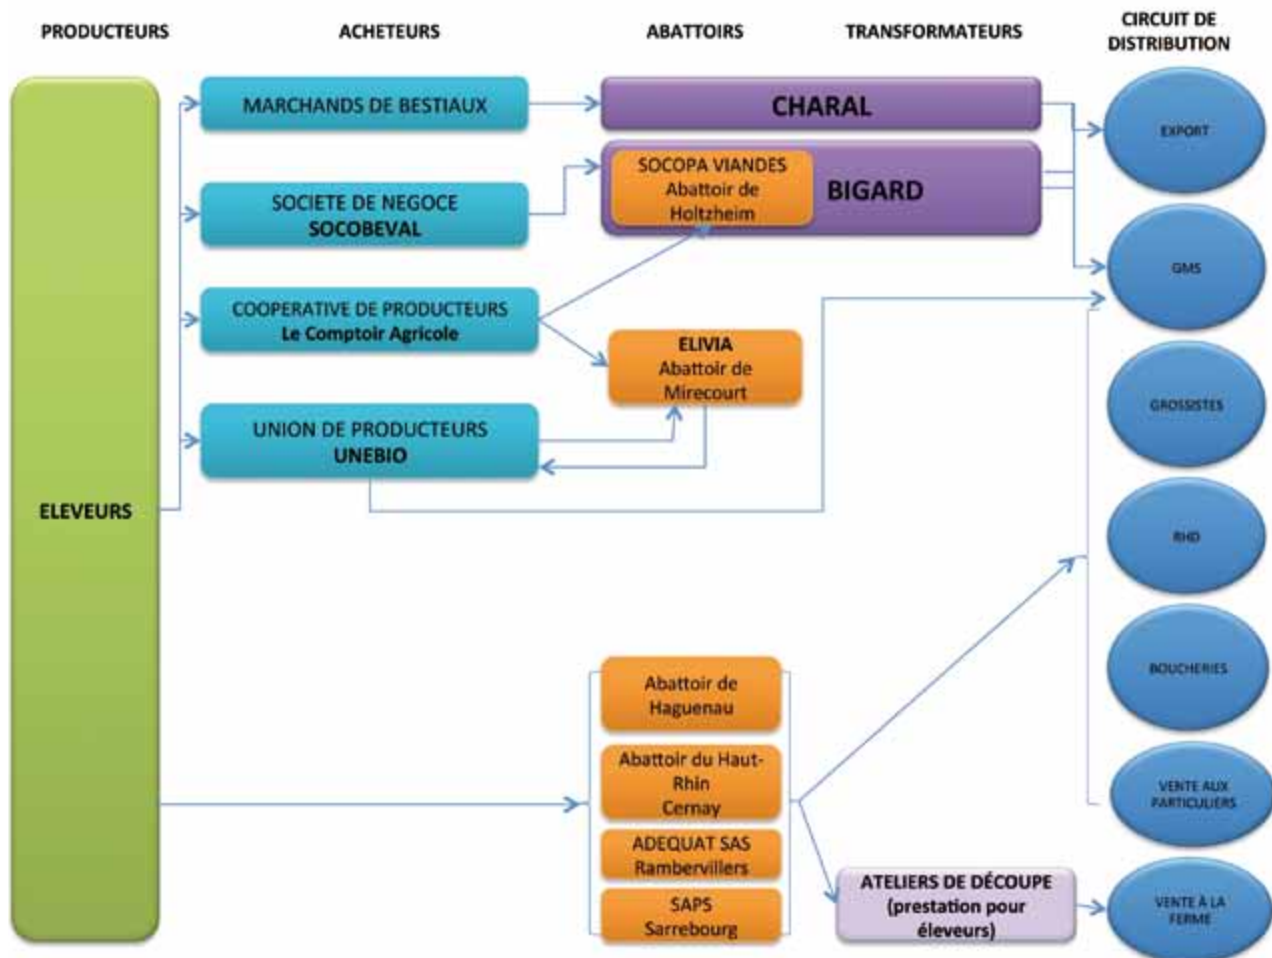 PRODUCTEURS
ACHETEURS
ABATTOIRS
TRANSFORMATEURS
CIRCUIT DE
DISTRIBUTION
ELEVEURS
MARCHANDS DE BESTIAUX
SOCIETE DE NEGOCE
SOCOBEVAL
COOPERATIVE DE PRODUCTEURS
Le Comptoir Agricole
UNION DE PRODUCTEURS
UNEBIO
CHARAL
SOCOPA VIANDES
Abattoir de
Holtzheim
BIGARD
ELIVIA
Abattoir de
Mirecourt
Abattoir de
Haguenau
Abattoir du Haut-
Rhin
Cernay
ADEQUAT SAS
Rambervillers
SAPS
Sarrebourg
ATELIERS DE DÉCOUPE
(prestation pour
éleveurs)
EXPORT
GMS
GROSSISTES
RHD
BOUCHERIES
VENTE AUX
PARTICULIERS
VENTE À LA
FERME